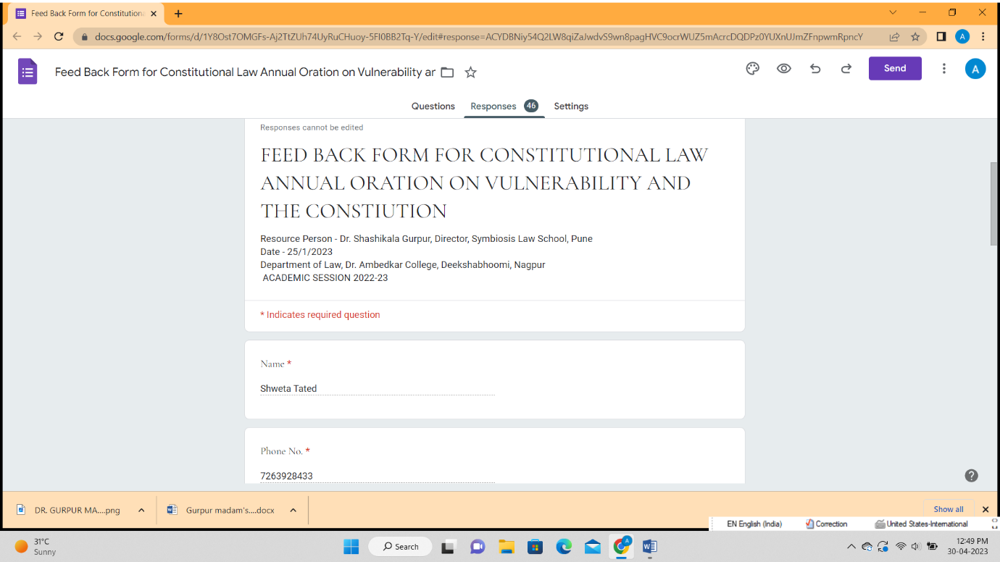 Feed Back Form for Constitutiona
docs.google.com/forms/d/1Y8Ost7OMGFs-Aj2TtZUh74UyRuCHuoy-5FI0BB2Tq-Y/edit#response=ACYDBNiy54Q2LW8qiZaJwdvS9wn8pagHVC9ocrWUZ5mAcrcDQDPz0YUXnUJmZFnpwmRpncY
A
Feed Back Form for Constitutional Law Annual Oration on Vulnerability ar
Send
A
Questions Responses 46 Settings
Responses cannot be edited
FEED BACK FORM FOR CONSTITUTIONAL LAW
ANNUAL ORATION ON VULNERABILITY AND
THE CONSTIUTION
Resource Person - Dr. Shashikala Gurpur, Director, Symbiosis Law School, Pune
Date - 25/1/2023
Department of Law, Dr. Ambedkar College, Deekshabhoomi, Nagpur
ACADEMIC SESSION 2022-23
* Indicates required question
Name *
Shweta Tated
Phone No. *
7263928433
DR. GURPUR MA....png
Gurpur madam's....docx
Show all
EN English (India) Correction United States-International
31°C
Sunny
Search
12:49 PM
30-04-2023